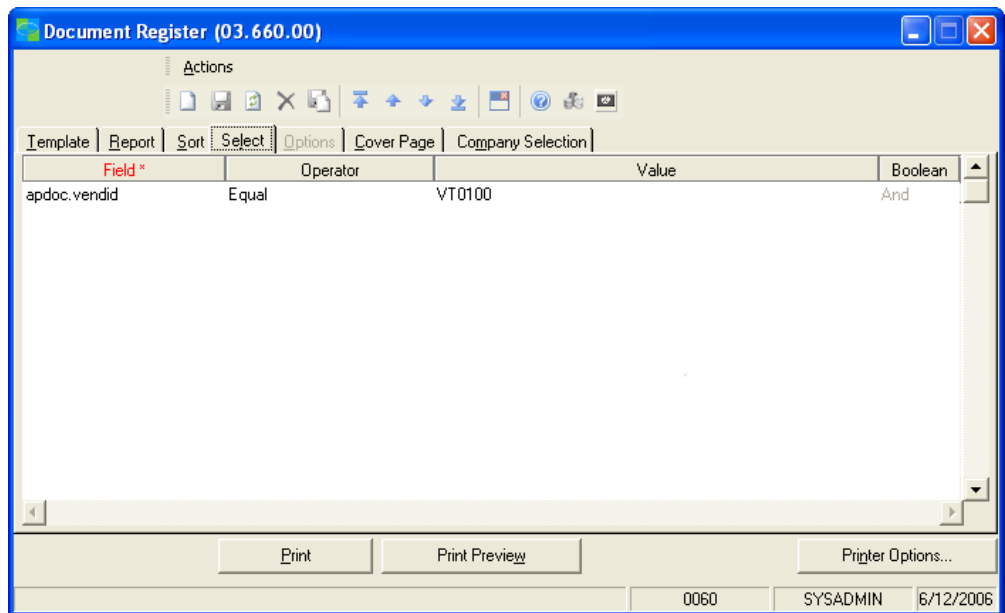 Document Register (03.660.00)
Actions
Template Report Sort Select Options Cover Page Company Selection
Field * Operator Value Boolean
apdoc.vendid Equal VT0100 And
Print Print Preview Printer Options...
0060 SYSADMIN 6/12/2006